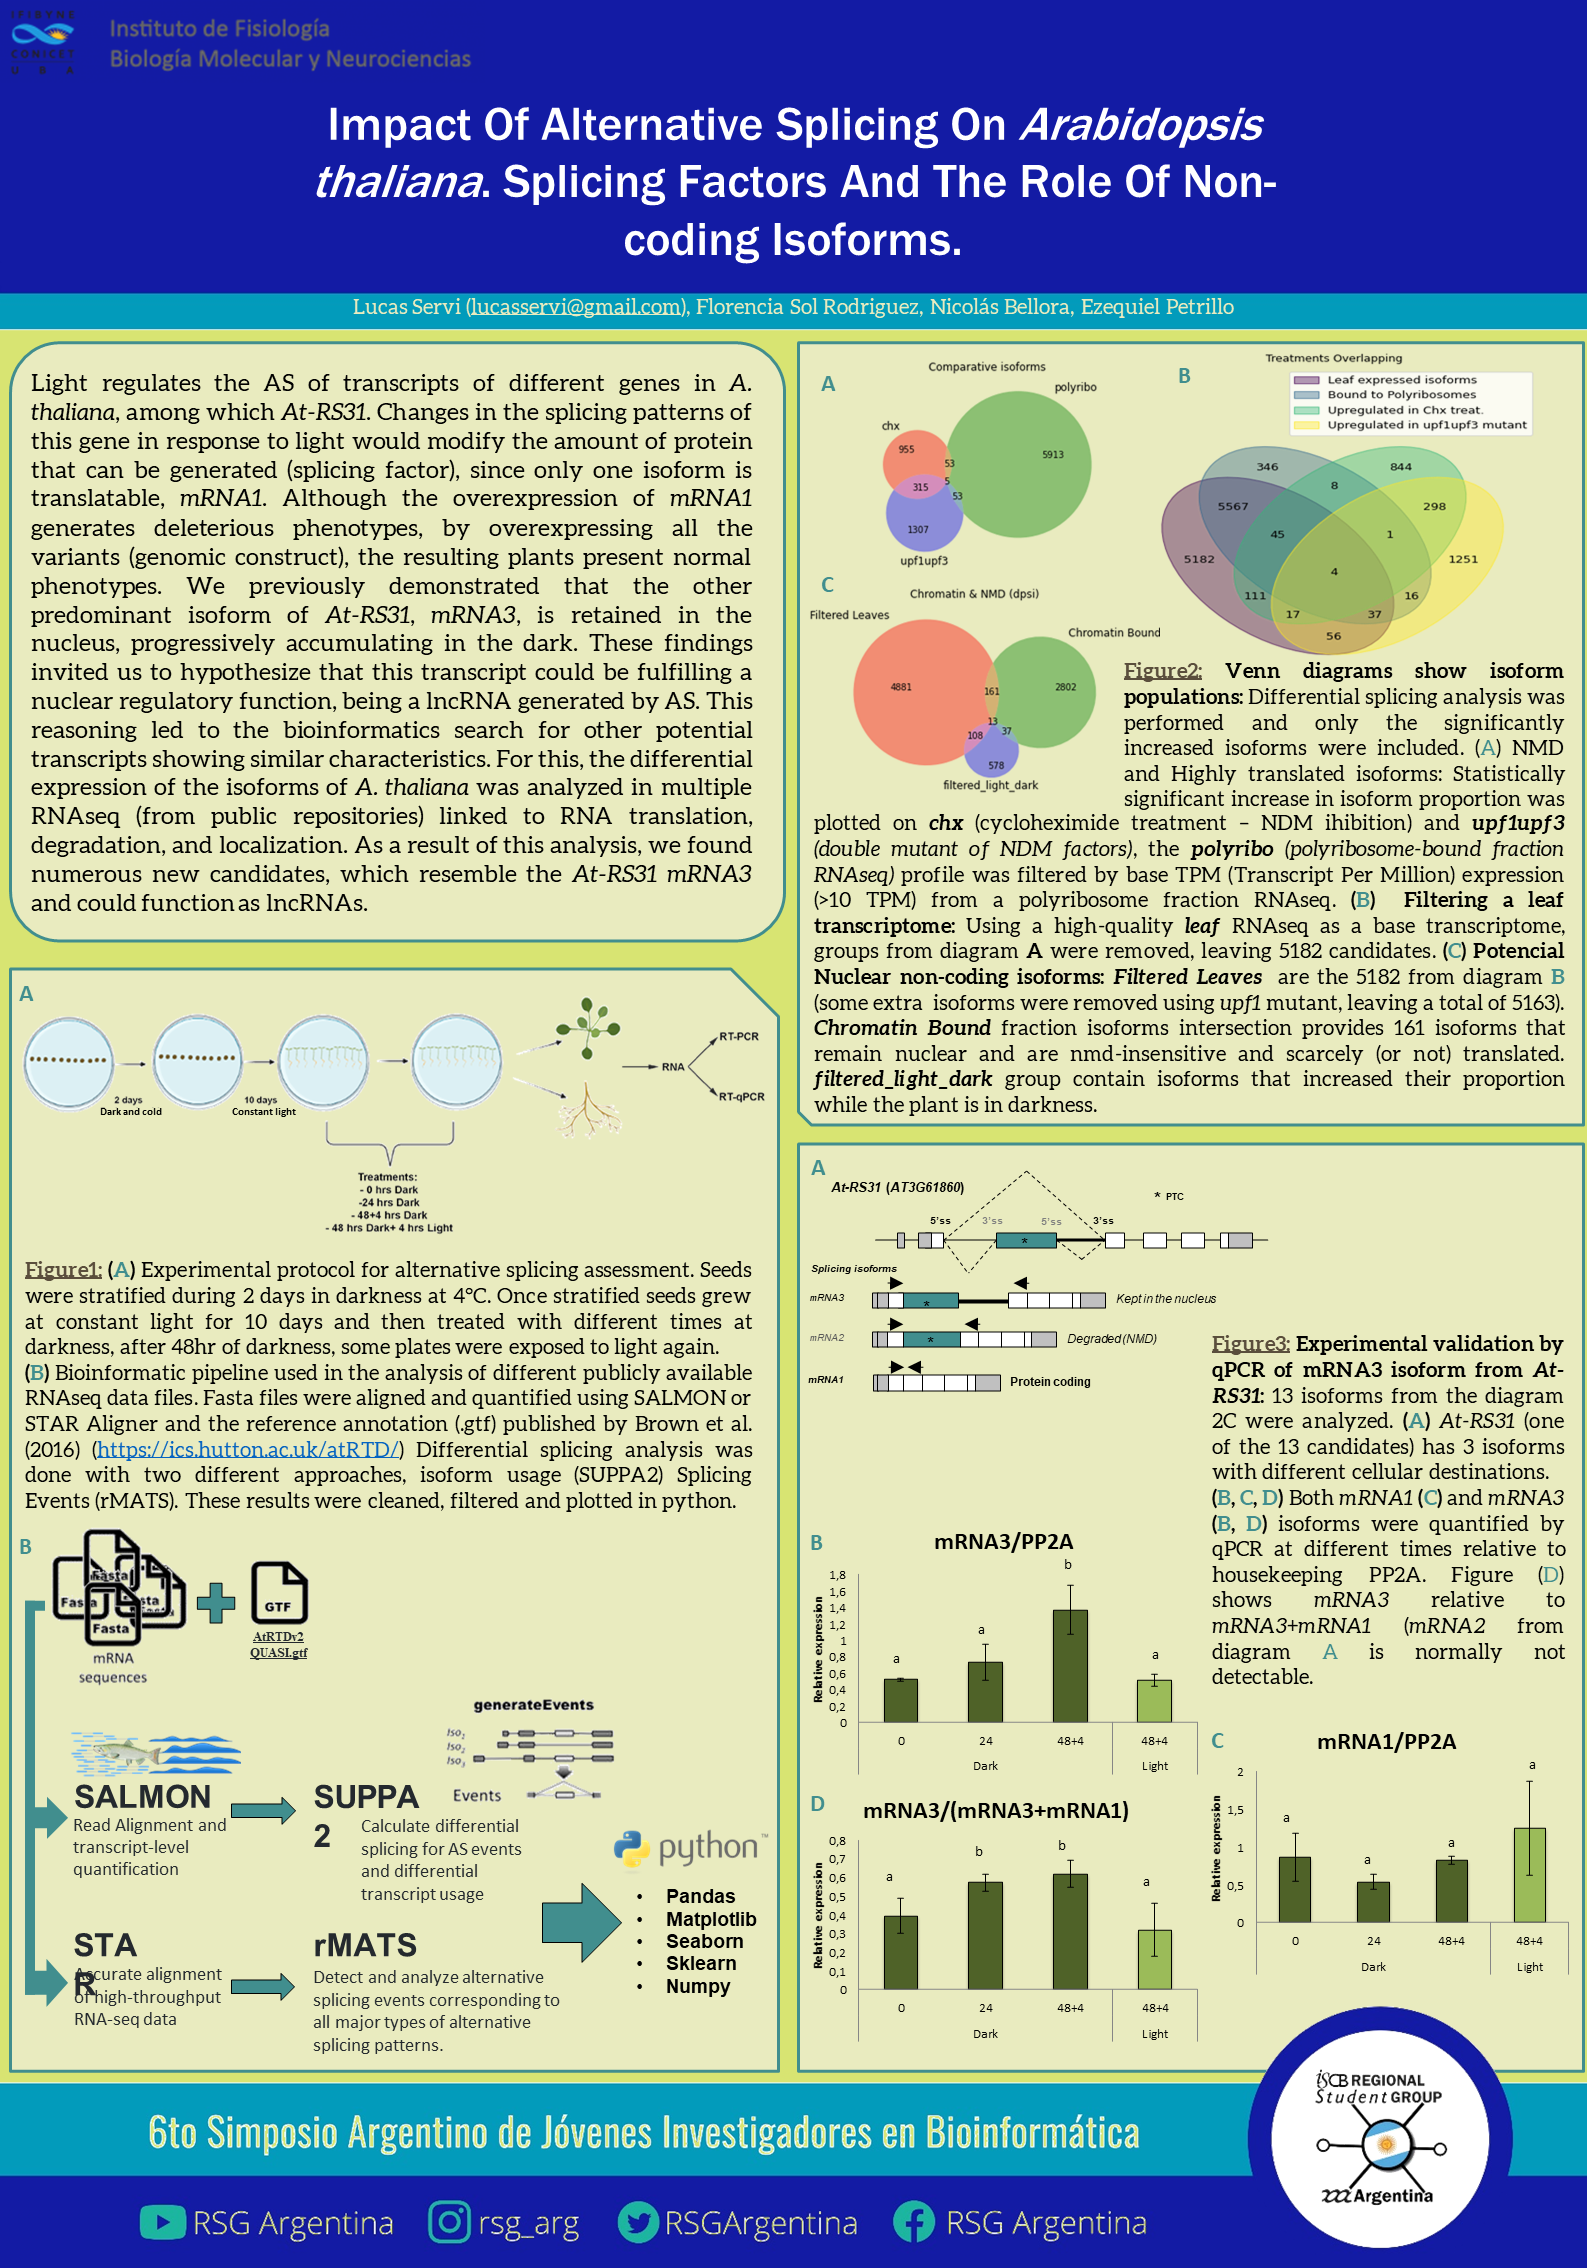 IFIBYNE
CONICET
U B A
Instituto de Fisiología
Biología Molecular y Neurociencias
Impact Of Alternative Splicing On Arabidopsis
thaliana. Splicing Factors And The Role Of Non-
coding Isoforms.
Lucas Servi (lucasservi@gmail.com), Florencia Sol Rodriguez, Nicolás Bellora, Ezequiel Petrillo
Light regulates the AS of transcripts of different genes in A.
thaliana, among which At-RS31. Changes in the splicing patterns of
this gene in response to light would modify the amount of protein
that can be generated (splicing factor), since only one isoform is
translatable, mRNA1. Although the overexpression of mRNA1
generates deleterious phenotypes, by overexpressing all the
variants (genomic construct), the resulting plants present normal
phenotypes. We previously demonstrated that the other
predominant isoform of At-RS31, mRNA3, is retained in the
nucleus, progressively accumulating in the dark. These findings
invited us to hypothesize that this transcript could be fulfilling a
nuclear regulatory function, being a lncRNA generated by AS. This
reasoning led to the bioinformatics search for other potential
transcripts showing similar characteristics. For this, the differential
expression of the isoforms of A. thaliana was analyzed in multiple
RNAseq (from public repositories) linked to RNA translation,
degradation, and localization. As a result of this analysis, we found
numerous new candidates, which resemble the At-RS31 mRNA3
and could function as lncRNAs.
A
2 days
Dark and cold
10 days
Constant light
RNA
RT-PCR
RT-qPCR
Treatments:
- 0 hrs Dark
-24 hrs Dark
- 48+4 hrs Dark
- 48 hrs Dark+ 4 hrs Light
Figure1: (A) Experimental protocol for alternative splicing assessment. Seeds
were stratified during 2 days in darkness at 4°C. Once stratified seeds grew
at constant light for 10 days and then treated with different times at
darkness, after 48hr of darkness, some plates were exposed to light again.
(B) Bioinformatic pipeline used in the analysis of different publicly available
RNAseq data files. Fasta files were aligned and quantified using SALMON or
STAR Aligner and the reference annotation (.gtf) published by Brown et al.
(2016) (https://ics.hutton.ac.uk/atRTD/) Differential splicing analysis was
done with two different approaches, isoform usage (SUPPA2) Splicing
Events (rMATS). These results were cleaned, filtered and plotted in python.
B
Fasta
Fasta
Fasta
mRNA
sequences
GTF
AtRTDv2
QUASI.gtf
generateEvents
Iso1
Iso2
Iso3
Events
SALMON
Read Alignment and
transcript-level
quantification
SUPPA
2
Calculate differential
splicing for AS events
and differential
transcript usage
python™
• Pandas
• Matplotlib
• Seaborn
• Sklearn
• Numpy
STA
R
Accurate alignment
of high-throughput
RNA-seq data
rMATS
Detect and analyze alternative
splicing events corresponding to
all major types of alternative
splicing patterns.
A
Comparative isoforms
polyribo
chx
955
53
5913
315
5
53
1307
upf1upf3
B
Treatments Overlapping
Leaf expressed isoforms
Bound to Polyribosomes
Upregulated in Chx treat.
Upregulated in upf1upf3 mutant
346
844
8
5567
298
45
1
5182
1251
4
111
16
17
37
56
C
Chromatin & NMD (dpsi)
Filtered Leaves
Chromatin Bound
4881
161
2802
13
108
37
578
filtered_light_dark
Figure2: Venn diagrams show isoform
populations: Differential splicing analysis was
performed and only the significantly
increased isoforms were included. (A) NMD
and Highly translated isoforms: Statistically
significant increase in isoform proportion was
plotted on chx (cycloheximide treatment – NDM ihibition) and upf1upf3
(double mutant of NDM factors), the polyribo (polyribosome-bound fraction
RNAseq) profile was filtered by base TPM (Transcript Per Million) expression
(>10 TPM) from a polyribosome fraction RNAseq. (B) Filtering a leaf
transcriptome: Using a high-quality leaf RNAseq as a base transcriptome,
groups from diagram A were removed, leaving 5182 candidates. (C) Potencial
Nuclear non-coding isoforms: Filtered Leaves are the 5182 from diagram B
(some extra isoforms were removed using upf1 mutant, leaving a total of 5163).
Chromatin Bound fraction isoforms intersection provides 161 isoforms that
remain nuclear and are nmd-insensitive and scarcely (or not) translated.
filtered_light_dark group contain isoforms that increased their proportion
while the plant is in darkness.
A
At-RS31 (AT3G61860)
* PTC
5'ss
3'ss
5'ss
3'ss
*
Splicing isoforms
mRNA3
*
Kept in the nucleus
mRNA2
*
Degraded (NMD)
mRNA1
Protein coding
Figure3: Experimental validation by
qPCR of mRNA3 isoform from At-
RS31: 13 isoforms from the diagram
2C were analyzed. (A) At-RS31 (one
of the 13 candidates) has 3 isoforms
with different cellular destinations.
(B, C, D) Both mRNA1 (C) and mRNA3
(B, D) isoforms were quantified by
qPCR at different times relative to
housekeeping PP2A. Figure (D)
shows mRNA3 relative to
mRNA3+mRNA1 (mRNA2 from
diagram A is normally not
detectable.
B
mRNA3/PP2A
Relative expression
1,8
1,6
1,4
1,2
1
0,8
0,6
0,4
0,2
0
a
a
b
a
0
24
48+4
48+4
Dark
Light
C
mRNA1/PP2A
Relative expression
2
1,5
1
0,5
0
a
a
a
a
0
24
48+4
48+4
Dark
Light
D
mRNA3/(mRNA3+mRNA1)
Relative expression
0,8
0,7
0,6
0,5
0,4
0,3
0,2
0,1
0
a
b
b
a
0
24
48+4
48+4
Dark
Light
iSCB REGIONAL
Student GROUP
Argentina
6to Simposio Argentino de Jóvenes Investigadores en Bioinformática
RSG Argentina
rsg_arg
RSGArgentina
RSG Argentina